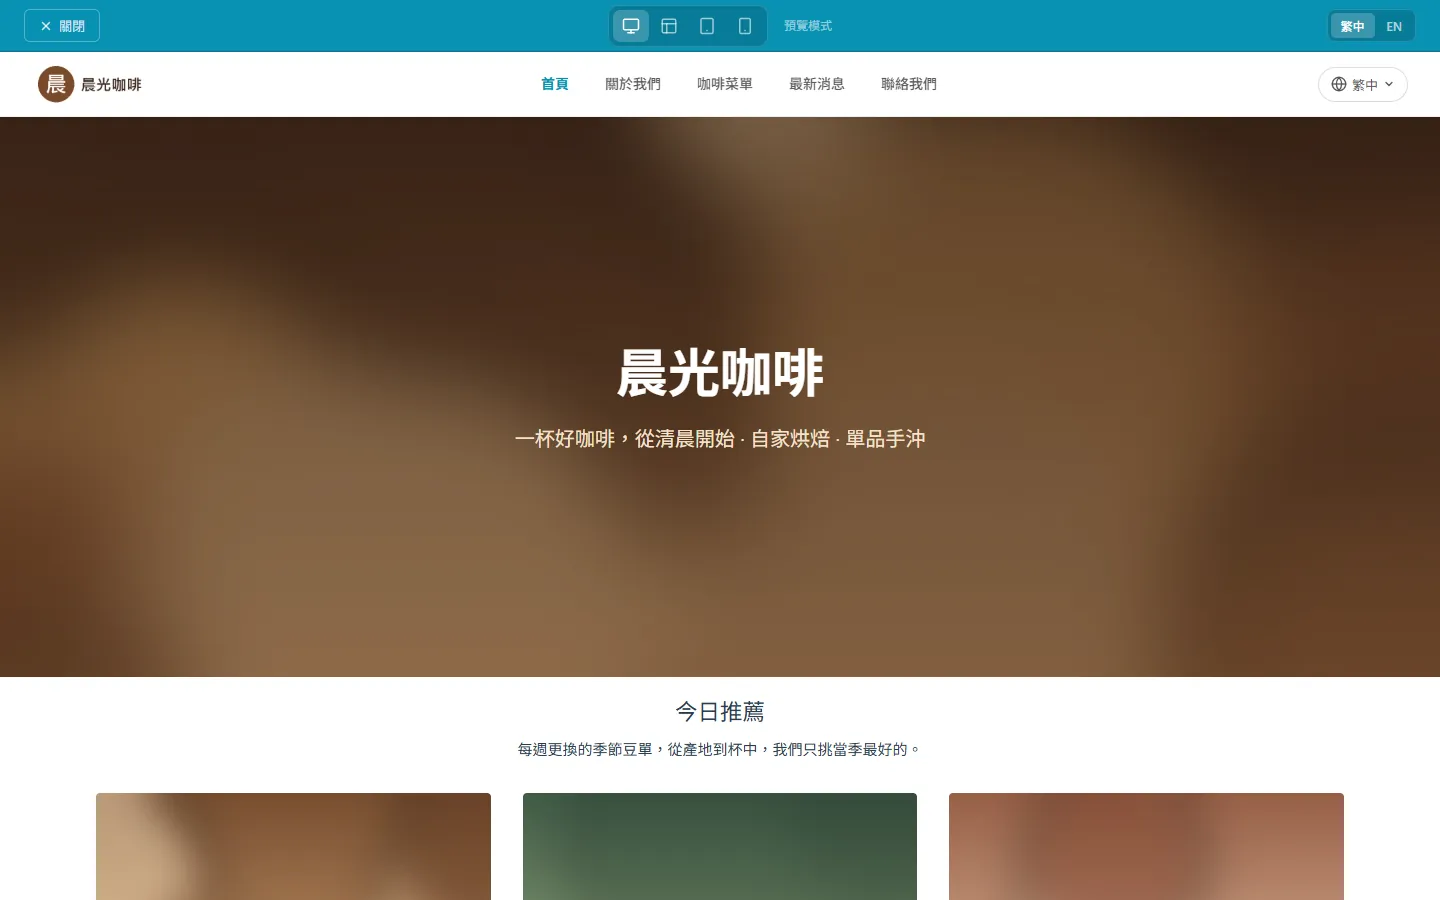 關閉
預覽模式
繁中 EN
晨 晨光咖啡
首頁 關於我們 咖啡菜單 最新消息 聯絡我們
繁中
晨光咖啡
一杯好咖啡，從清晨開始 · 自家烘焙 · 單品手沖
今日推薦
每週更換的季節豆單，從產地到杯中，我們只挑當季最好的。